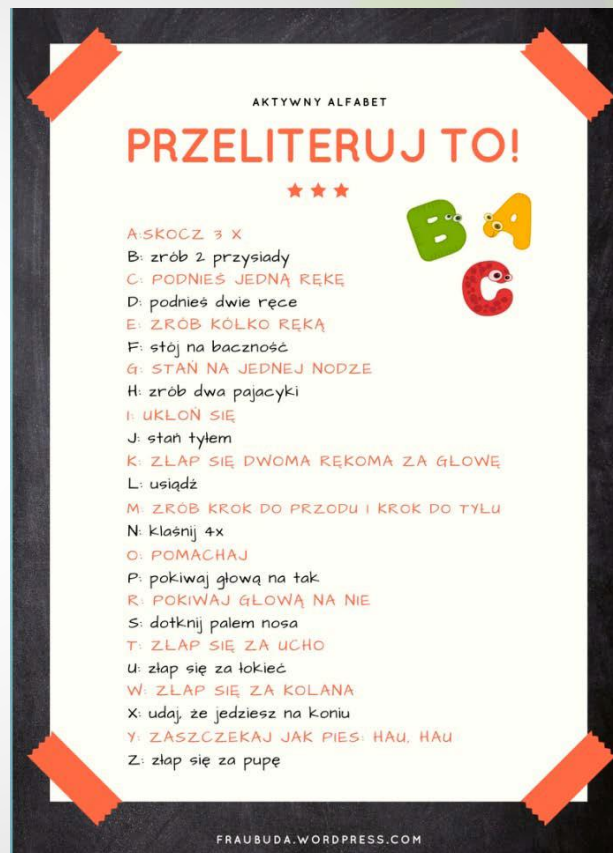 AKTYWNY ALFABET
PRZELITERUJ TO!
B A
C
A:SKOCZ 3 X
B: zrób 2 przysiady
C: PODNIEŚ JEDNĄ RĘKĘ
D: podnieś dwie ręce
E: ZRÓB KÓŁKO RĘKĄ
F: stój na baczność
G: STAŃ NA JEDNEJ NODZE
H: zrób dwa pajacyki
I: UKŁOŃ SIĘ
J: stań tyłem
K: ZŁAP SIĘ DWOMA RĘKOMA ZA GŁOWĘ
L: usiądź
M: ZRÓB KROK DO PRZODU I KROK DO TYŁU
N: klaśnij 4x
O: POMACHAJ
P: pokiwaj głową na tak
R: POKIWAJ GŁOWĄ NA NIE
S: dotknij palem nosa
T: ZŁAP SIĘ ZA UCHO
U: złap się za łokieć
W: ZŁAP SIĘ ZA KOLANA
X: udaj, że jedziesz na koniu
Y: ZASZCZEKAJ JAK PIES: HAU, HAU
Z: złap się za pupę
FRAUBUDA.WORDPRESS.COM